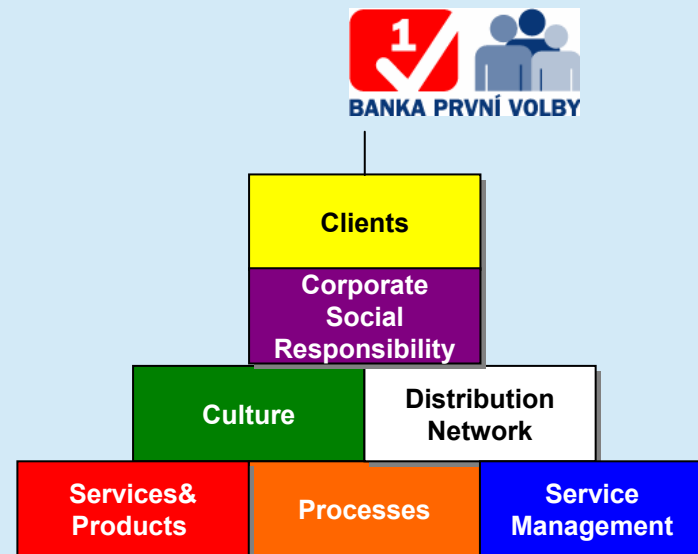 1
BANKA PRVNÍ VOLBY
Clients
Corporate
Social
Responsibility
Culture
Distribution
Network
Services&
Products
Processes
Service
Management